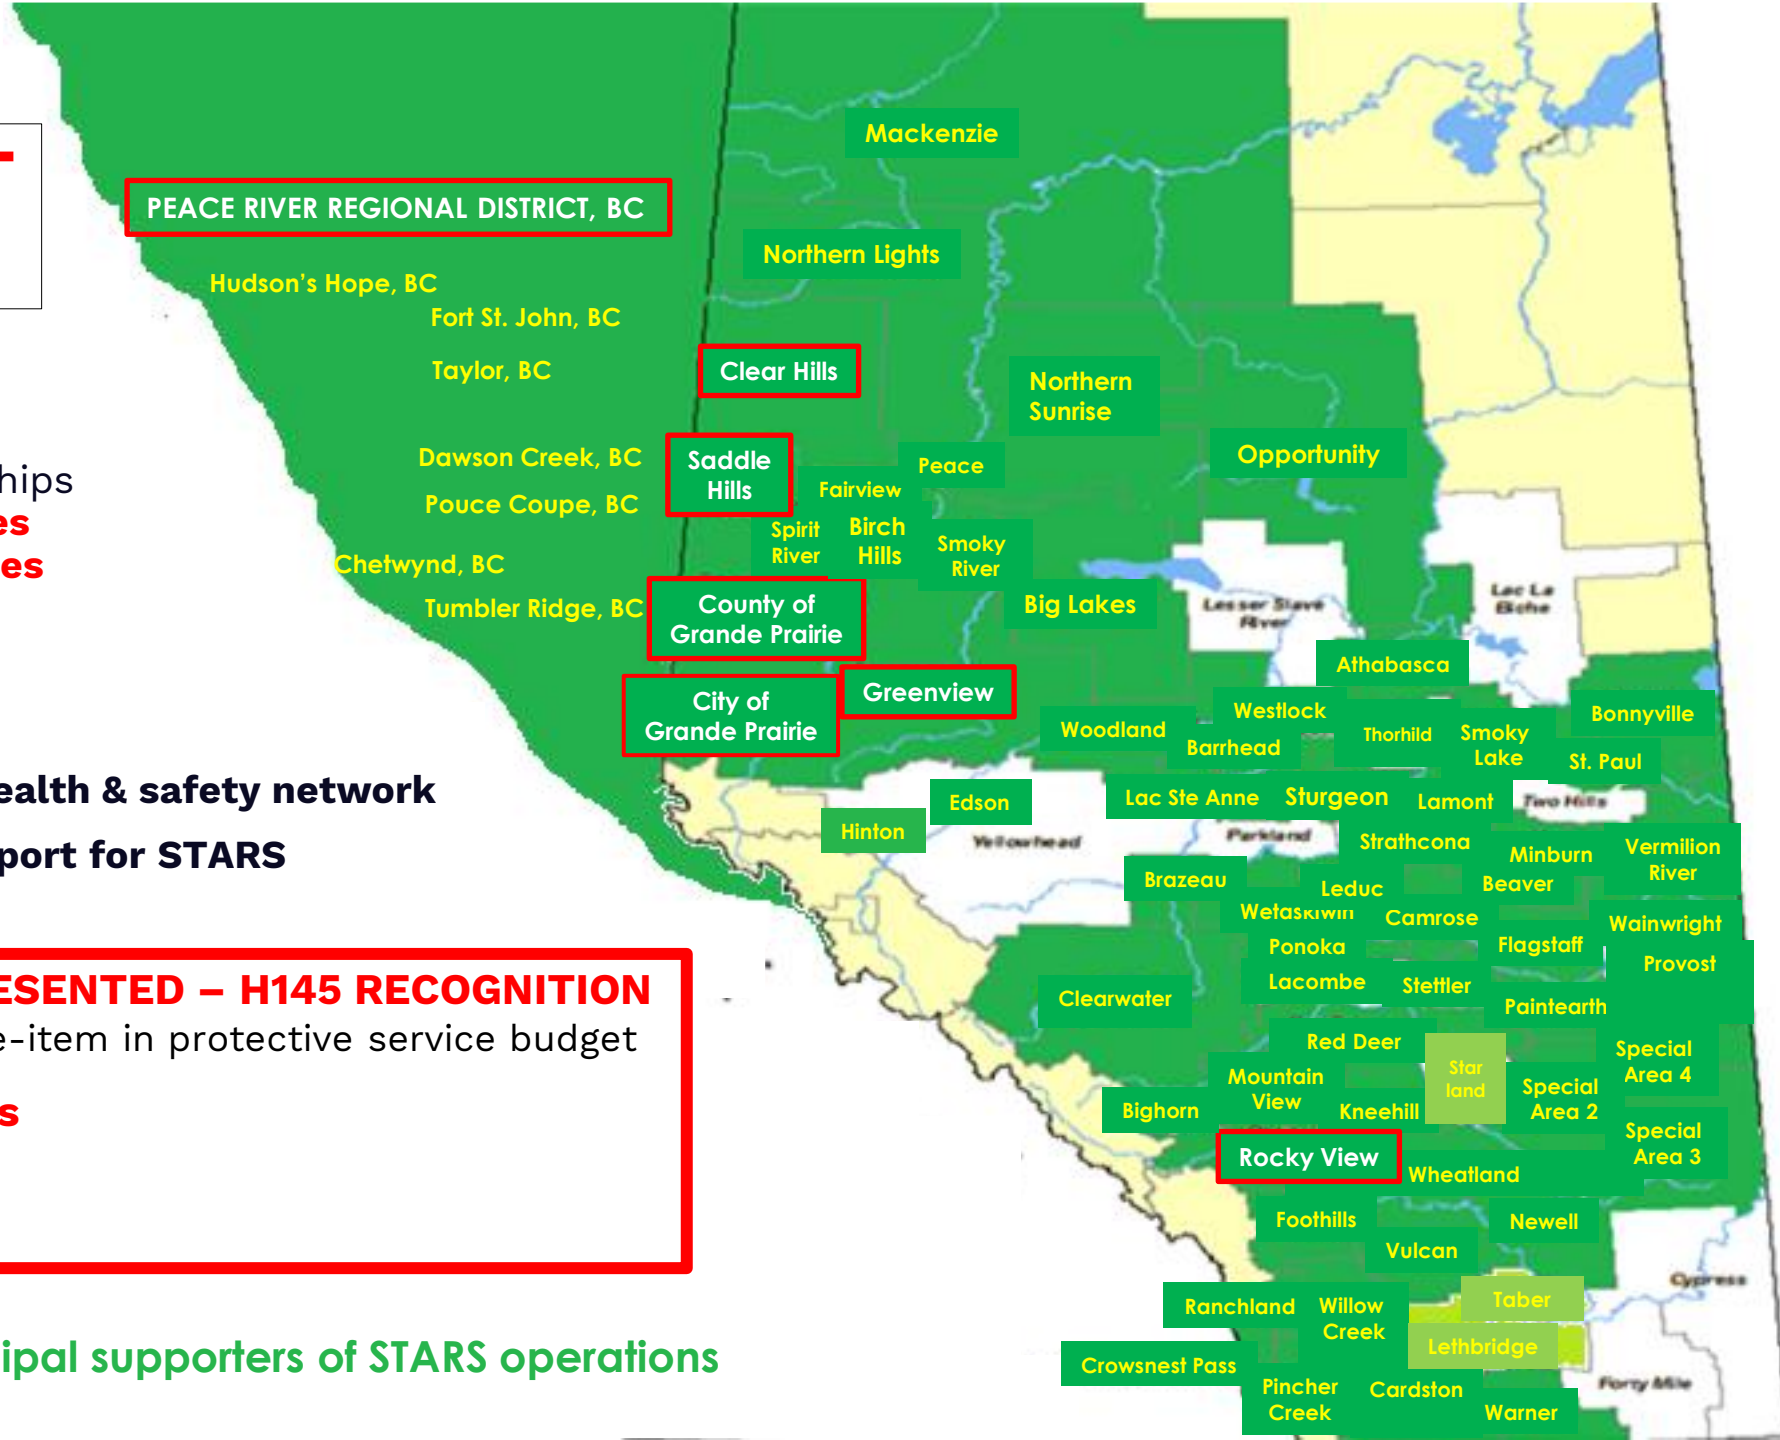 PEACE RIVER REGIONAL DISTRICT, BC
Hudson's Hope, BC
Fort St. John, BC
Taylor, BC
Dawson Creek, BC
Pouce Coupe, BC
Chetwynd, BC
Tumbler Ridge, BC
hips
es
es
ealth & safety network
port for STARS
ESENTED – H145 RECOGNITION
e-item in protective service budget
s
ipal supporters of STARS operations
Mackenzie
Northern Lights
Clear Hills
Northern
Sunrise
Saddle
Hills
Peace
Fairview
Opportunity
Spirit
River
Birch
Hills
Smoky
River
County of
Grande Prairie
Big Lakes
Lesser Slave
River
Lac La
Biche
Athabasca
City of
Grande Prairie
Greenview
Woodland
Westlock
Barrhead
Thorhild
Smoky
Lake
Bonnyville
St. Paul
Edson
Hinton
Yellowhead
Lac Ste Anne
Sturgeon
Lamont
Two Hills
Parkland
Strathcona
Minburn
Vermilion
River
Brazeau
Leduc
Beaver
Wetaskiwin
Camrose
Wainwright
Ponoka
Flagstaff
Provost
Clearwater
Lacombe
Stettler
Paintearth
Red Deer
Star
land
Special
Area 4
Mountain
View
Special
Area 2
Bighorn
Kneehill
Special
Area 3
Rocky View
Wheatland
Foothills
Newell
Vulcan
Cypress
Ranchland
Willow
Creek
Taber
Lethbridge
Crowsnest Pass
Pincher
Creek
Cardston
Forty Mile
Warner